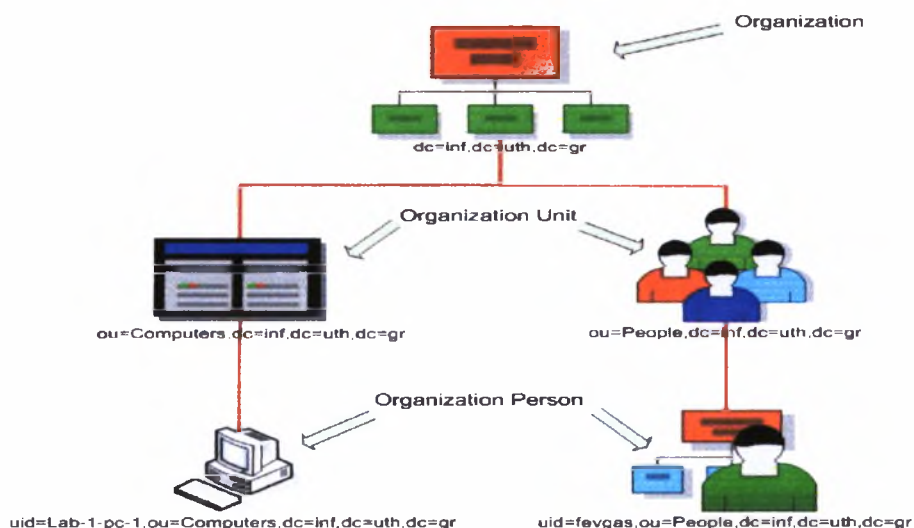 Organization
dc=inf,dc=uth,dc=gr
Organization Unit
ou=Computers,dc=inf,dc=uth,dc=gr
ou=People,dc=inf,dc=uth,dc=gr
Organization Person
uid=Lab-1-pc-1,ou=Computers,dc=inf,dc=uth,dc=gr
uid=fevgas,ou=People,dc=inf,dc=uth,dc=gr